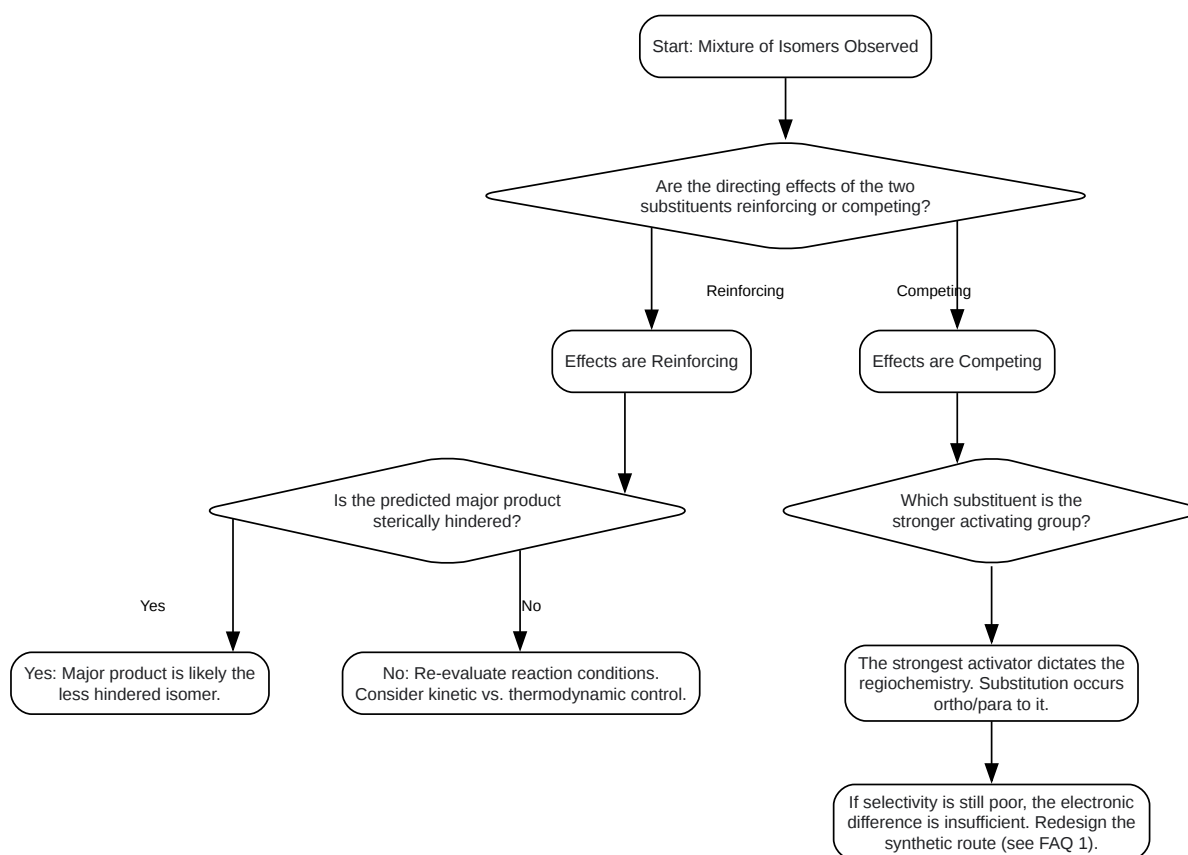 Start: Mixture of Isomers Observed
Are the directing effects of the two
substituents reinforcing or competing?
Reinforcing
Competing
Effects are Reinforcing
Effects are Competing
Is the predicted major product
sterically hindered?
Which substituent is the
stronger activating group?
Yes
No
Yes: Major product is likely the
less hindered isomer.
No: Re-evaluate reaction conditions.
Consider kinetic vs. thermodynamic control.
The strongest activator dictates the
regiochemistry. Substitution occurs
ortho/para to it.
If selectivity is still poor, the electronic
difference is insufficient. Redesign the
synthetic route (see FAQ 1).